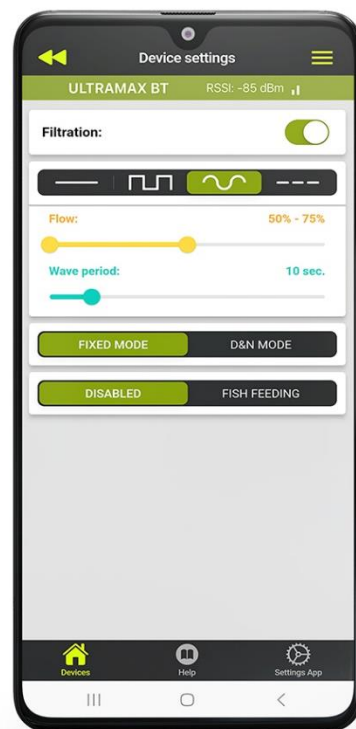 Device settings
ULTRAMAX BT RSSI: -85 dBm
Filtration:
Flow: 50% - 75%
Wave period: 10 sec.
FIXED MODE D&N MODE
DISABLED FISH FEEDING
Devices Help Settings App